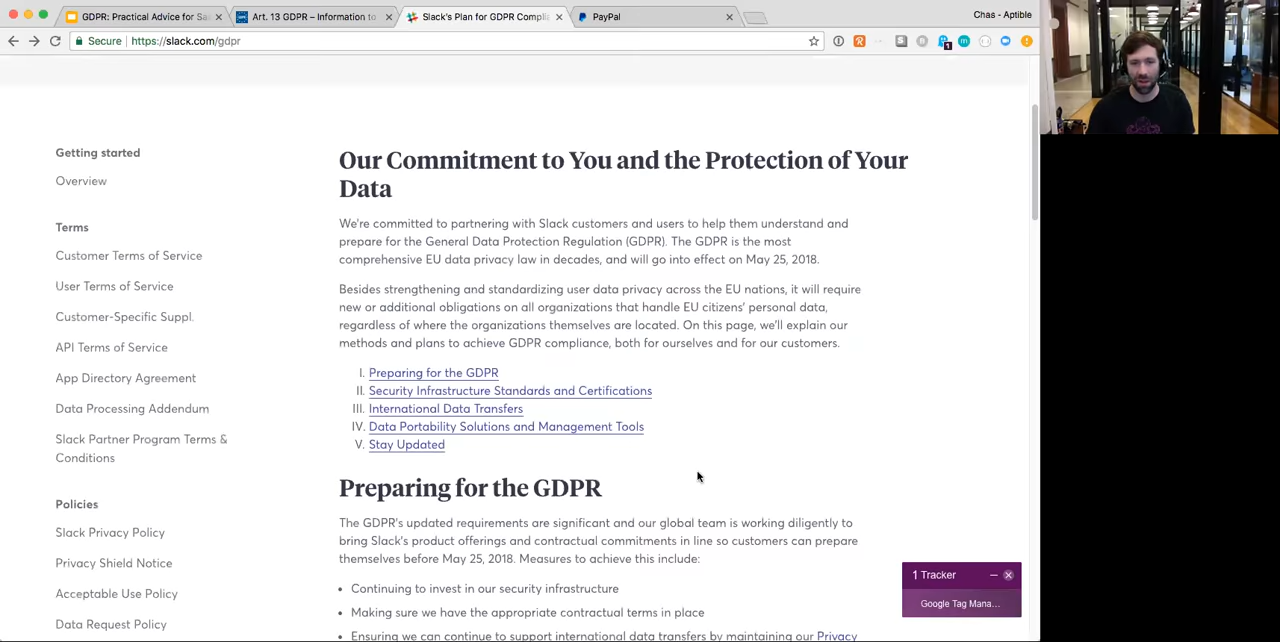 GDPR: Practical Advice for Sa
Art. 13 GDPR – Information to
Slack's Plan for GDPR Complia
PayPal
Chas - Aptible
Secure
https://slack.com/gdpr
Getting started
Overview
Terms
Customer Terms of Service
User Terms of Service
Customer-Specific Suppl.
API Terms of Service
App Directory Agreement
Data Processing Addendum
Slack Partner Program Terms &
Conditions
Policies
Slack Privacy Policy
Privacy Shield Notice
Acceptable Use Policy
Data Request Policy
Our Commitment to You and the Protection of Your
Data
We're committed to partnering with Slack customers and users to help them understand and
prepare for the General Data Protection Regulation (GDPR). The GDPR is the most
comprehensive EU data privacy law in decades, and will go into effect on May 25, 2018.
Besides strengthening and standardizing user data privacy across the EU nations, it will require
new or additional obligations on all organizations that handle EU citizens' personal data,
regardless of where the organizations themselves are located. On this page, we'll explain our
methods and plans to achieve GDPR compliance, both for ourselves and for our customers.
I. Preparing for the GDPR
II. Security Infrastructure Standards and Certifications
III. International Data Transfers
IV. Data Portability Solutions and Management Tools
V. Stay Updated
Preparing for the GDPR
The GDPR's updated requirements are significant and our global team is working diligently to
bring Slack's product offerings and contractual commitments in line so customers can prepare
themselves before May 25, 2018. Measures to achieve this include:
• Continuing to invest in our security infrastructure
• Making sure we have the appropriate contractual terms in place
• Ensuring we can continue to support international data transfers by maintaining our Privacy
1 Tracker
Google Tag Mana...